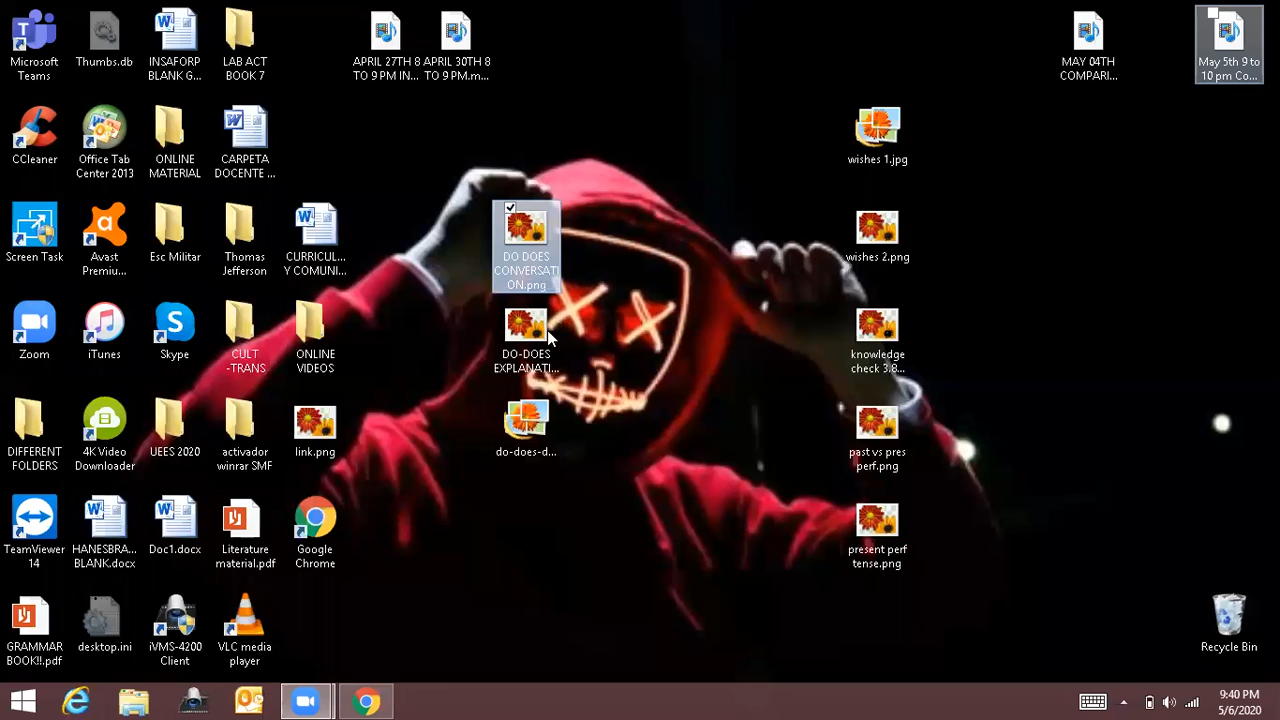 Microsoft
Teams
Thumbs.db
INSAFORP
BLANK G...
LAB ACT
BOOK 7
APRIL 27TH 8
TO 9 PM IN...
APRIL 30TH 8
TO 9 PM.m...
MAY 04TH
COMPARI...
May 5th 9 to
10 pm Co...
CCleaner
Office Tab
Center 2013
ONLINE
MATERIAL
CARPETA
DOCENTE ...
wishes 1.jpg
Screen Task
Avast
Premiu...
Esc Militar
Thomas
Jefferson
CURRICUL...
Y COMUNI...
DO DOES
CONVERSATI
ON.png
wishes 2.png
Zoom
iTunes
Skype
CULT
-TRANS
ONLINE
VIDEOS
DO-DOES
EXPLANATI...
knowledge
check 3.8...
DIFFERENT
FOLDERS
4K Video
Downloader
UEES 2020
activador
winrar SMF
link.png
do-does-d...
past vs pres
perf.png
TeamViewer
14
HANESBRA...
BLANK.docx
Doc1.docx
Literature
material.pdf
Google
Chrome
present perf
tense.png
GRAMMAR
BOOK!!.pdf
desktop.ini
iVMS-4200
Client
VLC media
player
Recycle Bin
9:40 PM
5/6/2020